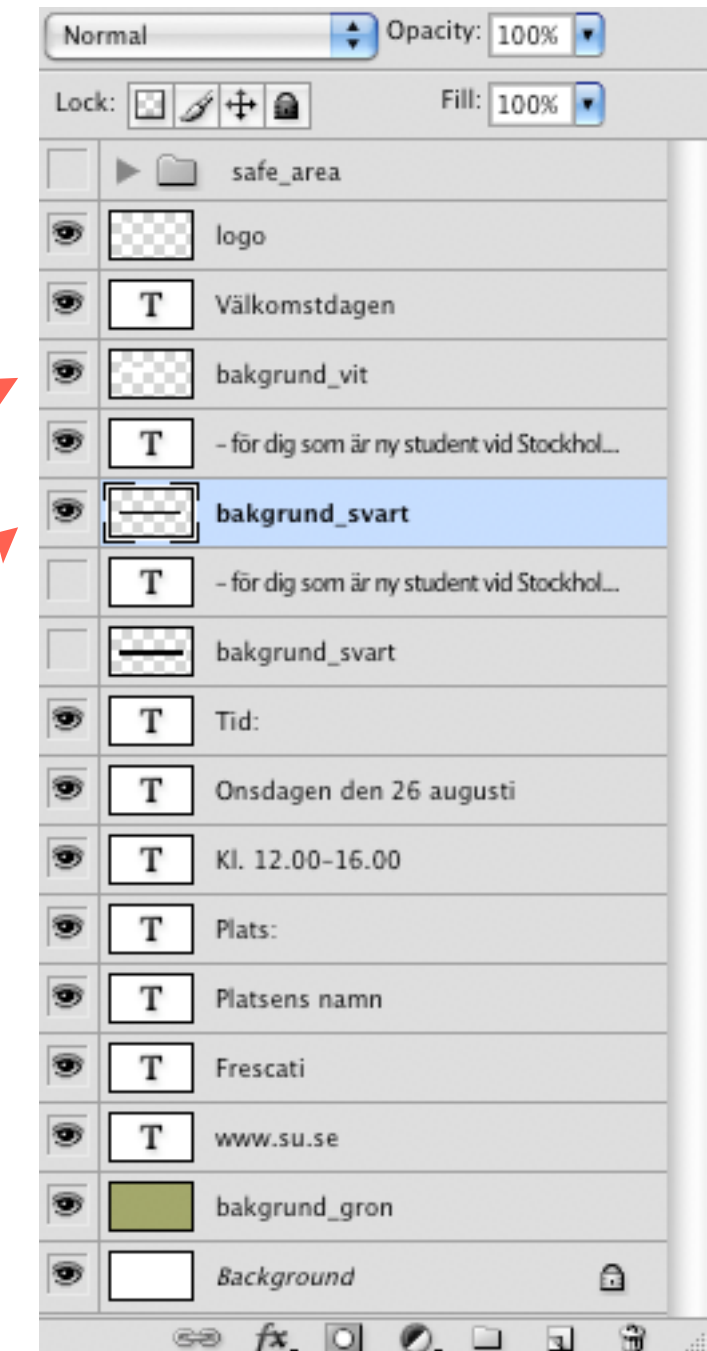 Normal Opacity: 100%
Lock: Fill: 100%
safe_area
logo
T Välkomstdagen
bakgrund_vit
T – för dig som är ny student vid Stockhol...
bakgrund_svart
T – för dig som är ny student vid Stockhol...
bakgrund_svart
T Tid:
T Onsdagen den 26 augusti
T Kl. 12.00–16.00
T Plats:
T Platsens namn
T Frescati
T www.su.se
bakgrund_gron
Background
fx.